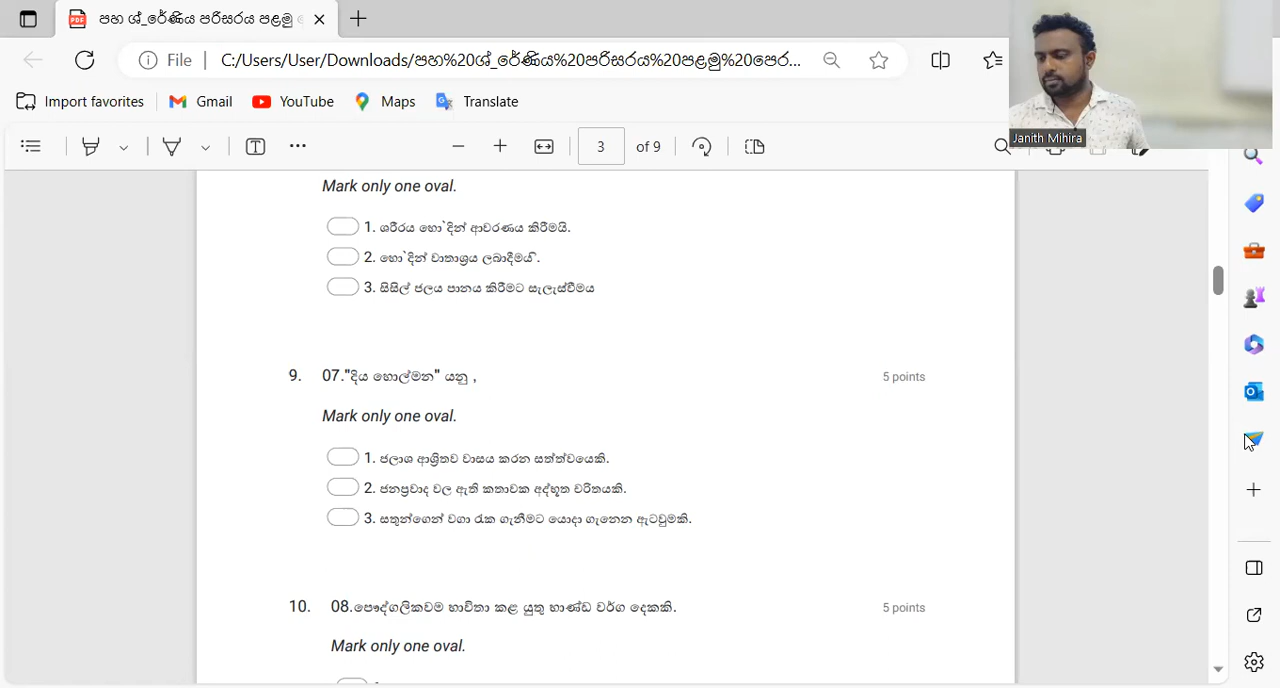 පහ ශ්‍_රේණිය පරිසරය පළමු
File C:/Users/User/Downloads/පහ%20ශ්‍_රේණිය%20පරිසරය%20පළමු%20පෙර...
Import favorites Gmail YouTube Maps Translate
3 of 9
Janith Mihira
Mark only one oval.
1. ශරීරය හො`දින් ආවරණය කිරීමයි.
2. හො`දින් වාතාශ්‍රය ලබාදීමයි`.
3. සිසිල් ජලය පානය කිරීමට සැලැස්වීමය
9. 07."දිය හොල්මන" යනු , 5 points
Mark only one oval.
1. ජලාශ ආශ්‍රිතව වාසය කරන සත්ත්වයෙකි.
2. ජනප්‍රවාද වල ඇති කතාවක අද්භූත චරිතයකි.
3. සතුන්ගෙන් වගා රැක ගැනීමට යොදා ගැනෙන ඇටවුමකි.
10. 08.පෞද්ගලිකවම භාවිතා කළ යුතු භාණ්ඩ වර්ග දෙකකි. 5 points
Mark only one oval.